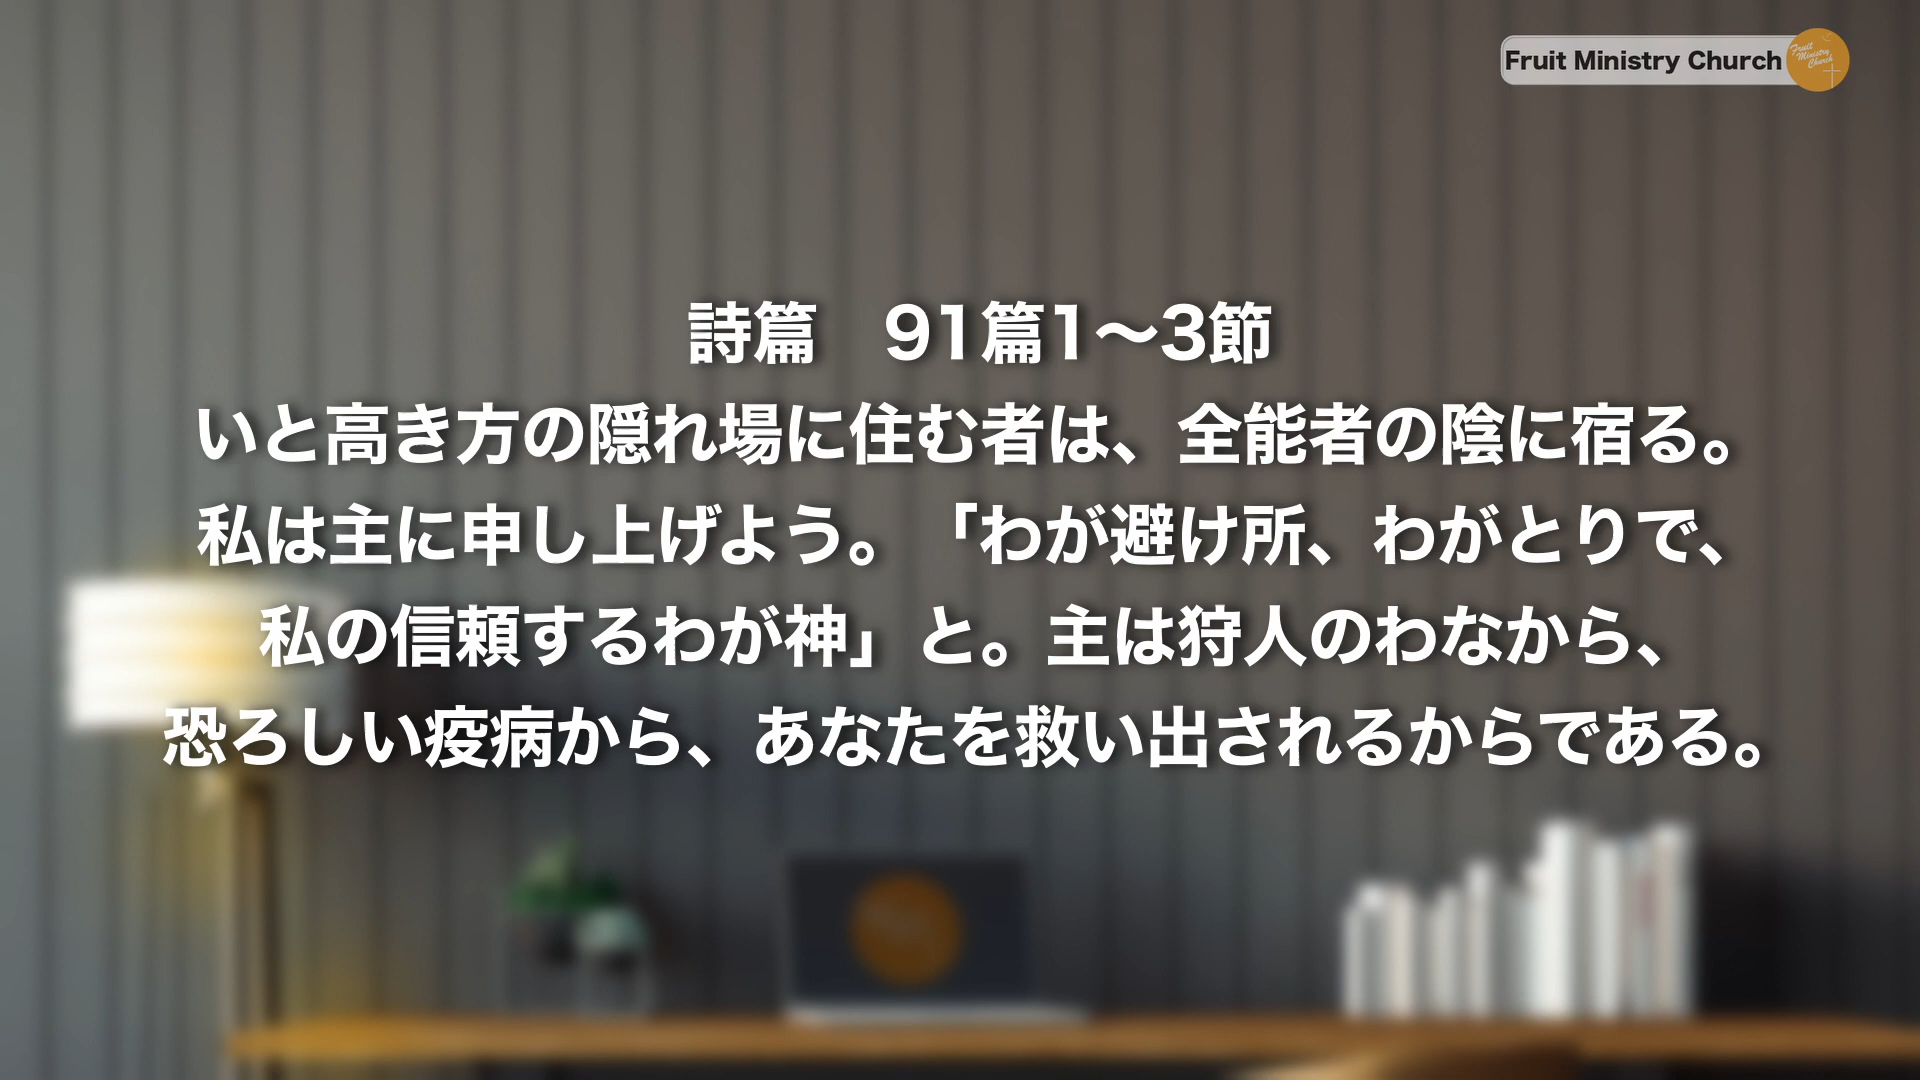 Fruit Ministry Church
Fruit
Ministry
Church
詩篇　91篇1〜3節
いと高き方の隠れ場に住む者は、全能者の陰に宿る。
私は主に申し上げよう。「わが避け所、わがとりで、
私の信頼するわが神」と。主は狩人のわなから、
恐ろしい疫病から、あなたを救い出されるからである。